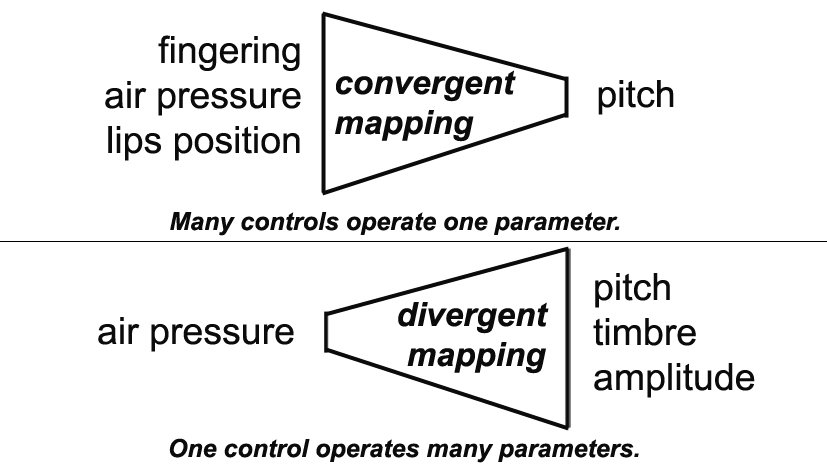 fingering
air pressure
lips position
convergent
mapping
pitch
Many controls operate one parameter.
air pressure
divergent
mapping
pitch
timbre
amplitude
One control operates many parameters.